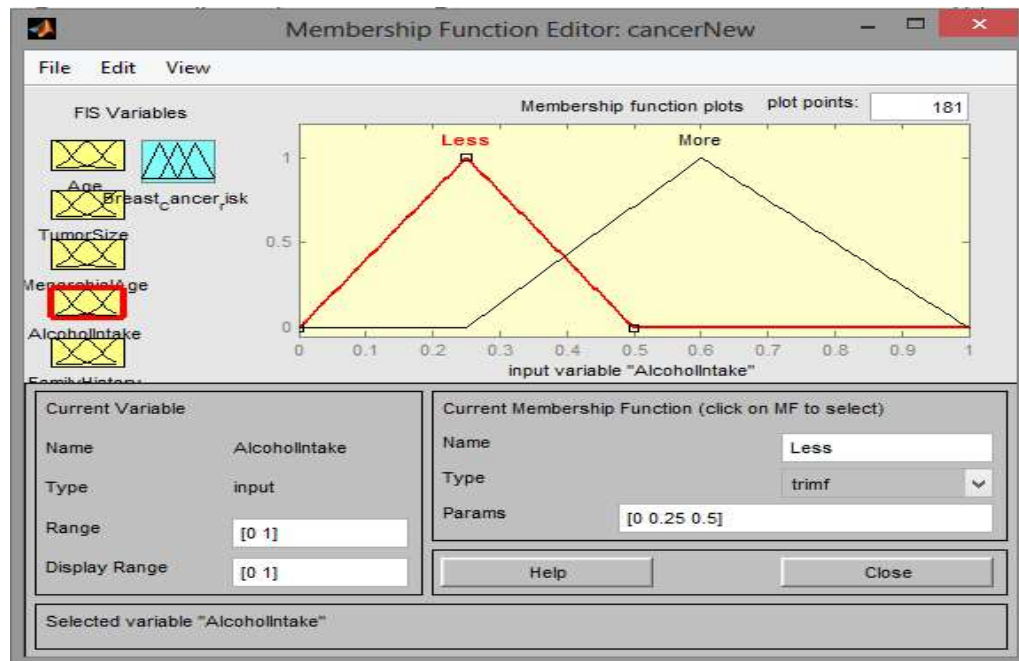 Membership Function Editor: cancerNew
File Edit View
FIS Variables
Membership function plots plot points: 181
Age
Breast_Cancer_risk
TumorSize
MenarchialAge
AlcoholIntake
FamilyHistory
Less More
1
0.5
0
0 0.1 0.2 0.3 0.4 0.5 0.6 0.7 0.8 0.9 1
input variable "AlcoholIntake"
Current Variable
Name AlcoholIntake
Type input
Range [0 1]
Display Range [0 1]
Current Membership Function (click on MF to select)
Name Less
Type trimf
Params [0 0.25 0.5]
Help Close
Selected variable "AlcoholIntake"